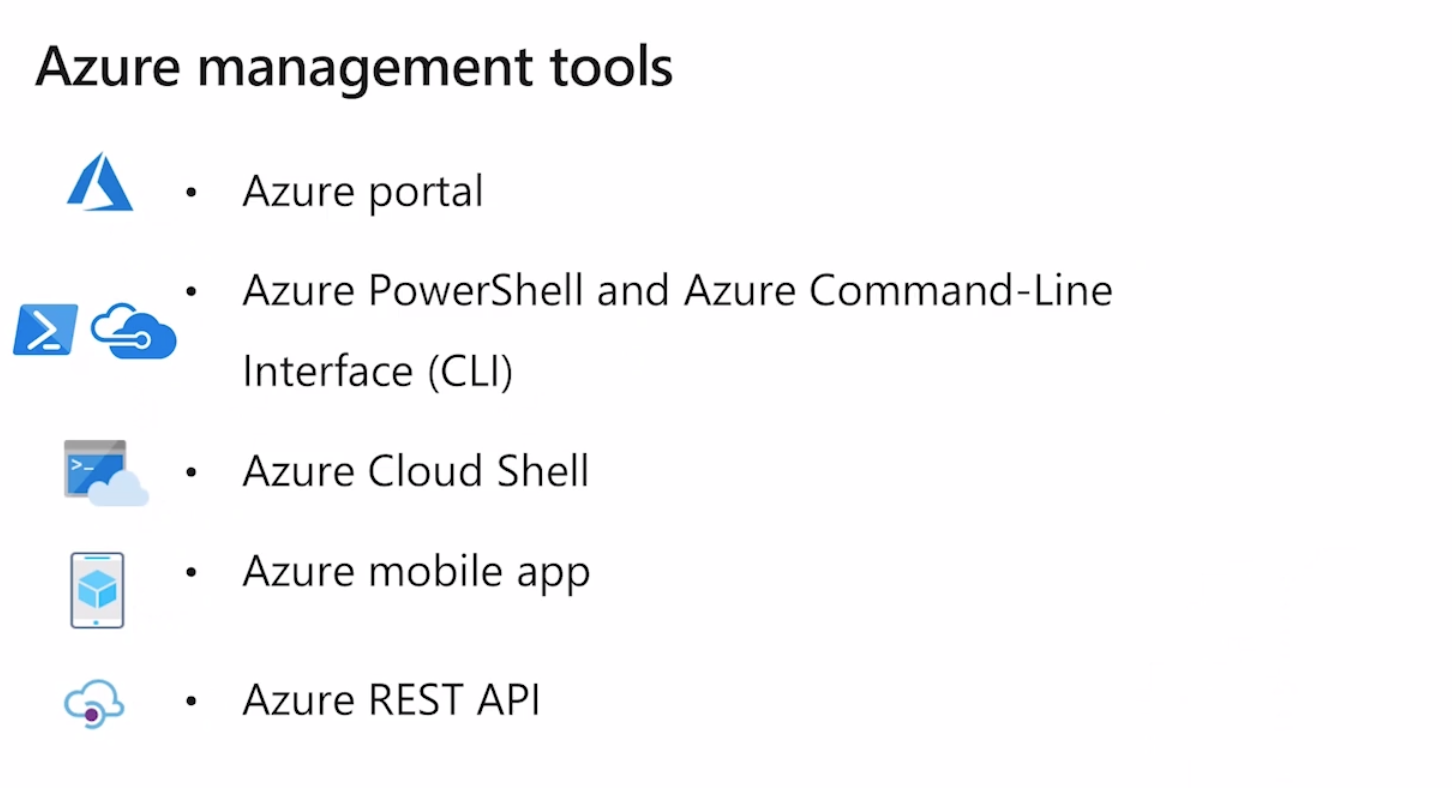 Azure management tools
• Azure portal
• Azure PowerShell and Azure Command-Line
Interface (CLI)
• Azure Cloud Shell
• Azure mobile app
• Azure REST API